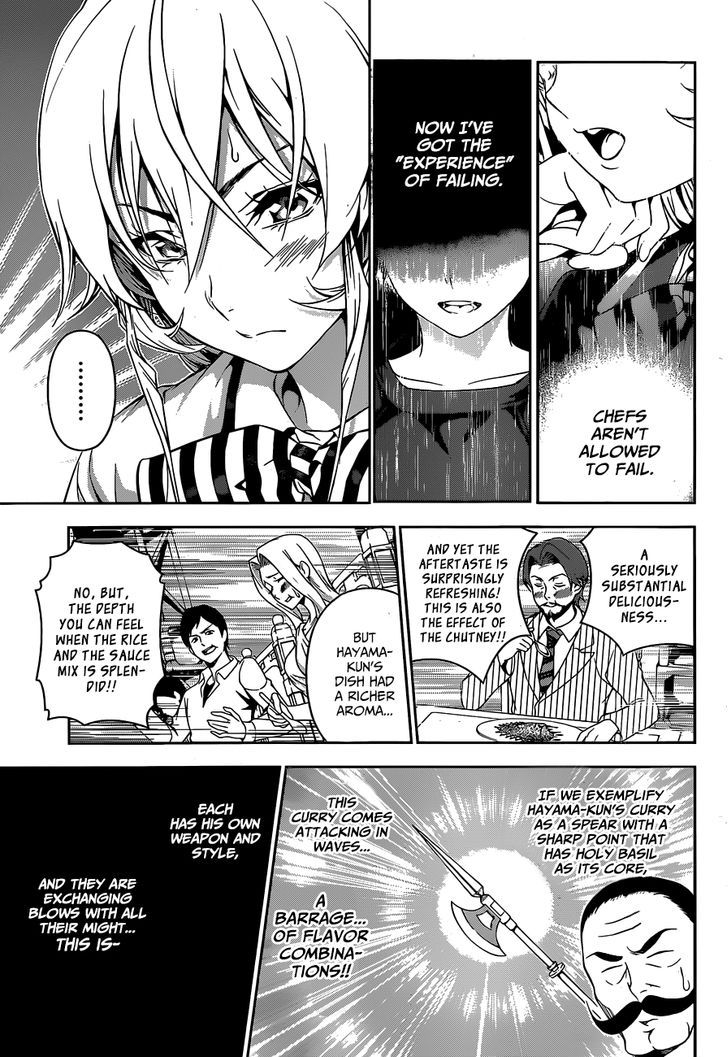 CHEFS
AREN'T
ALLOWED
TO FAIL.
NOW I'VE
GOT THE
"EXPERIENCE"
OF FAILING.
........
A
SERIOUSLY
SUBSTANTIAL
DELICIOUS-
NESS...
AND YET THE
AFTERTASTE IS
SURPRISINGLY
REFRESHING!
THIS IS ALSO
THE EFFECT OF
THE CHUTNEY!!
BUT
HAYAMA-
KUN'S
DISH HAD
A RICHER
AROMA...
NO, BUT,
THE DEPTH
YOU CAN FEEL
WHEN THE RICE
AND THE SAUCE
MIX IS SPLEN-
DID!!
IF WE EXEMPLIFY
HAYAMA-KUN'S CURRY
AS A SPEAR WITH A
SHARP POINT THAT
HAS HOLY BASIL
AS ITS CORE,
THIS
CURRY COMES
ATTACKING IN
WAVES...
A
BARRAGE...
OF FLAVOR
COMBINA-
TIONS!!
EACH
HAS HIS OWN
WEAPON AND
STYLE,
AND THEY ARE
EXCHANGING
BLOWS WITH ALL
THEIR MIGHT...
THIS IS-